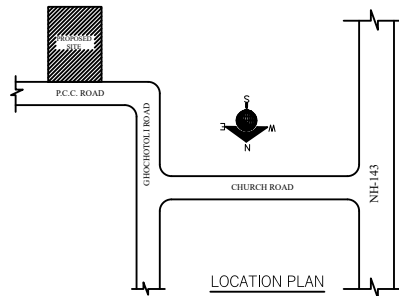 PROPOSED
SITE
P.C.C. ROAD
GHOCHOTOLI ROAD
S
E
W
N
CHURCH ROAD
NH-143
LOCATION PLAN